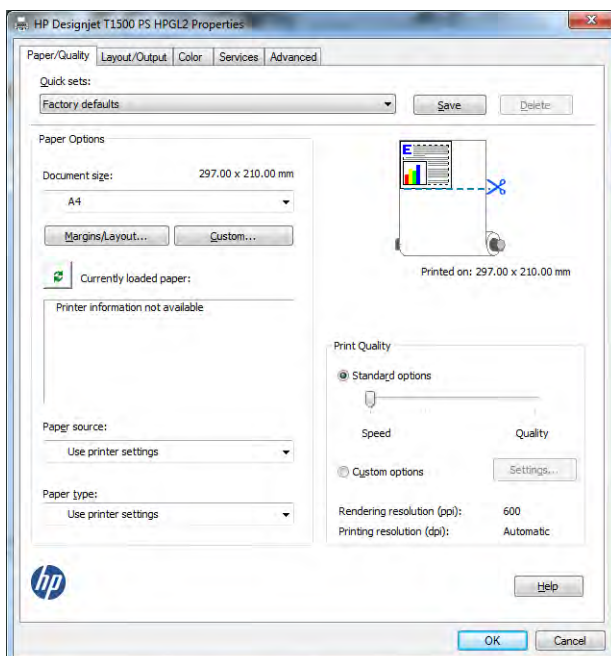 HP Designjet T1500 PS HPGL2 Properties
Paper/Quality Layout/Output Color Services Advanced
Quick sets:
Factory defaults
Save
Delete
Paper Options
Document size:
297.00 x 210.00 mm
A4
Margins/Layout...
Custom...
Currently loaded paper:
Printer information not available
Paper source:
Use printer settings
Paper type:
Use printer settings
E
Printed on: 297.00 x 210.00 mm
Print Quality
Standard options
Speed
Quality
Custom options
Settings...
Rendering resolution (ppi): 600
Printing resolution (dpi): Automatic
hp
Help
OK
Cancel